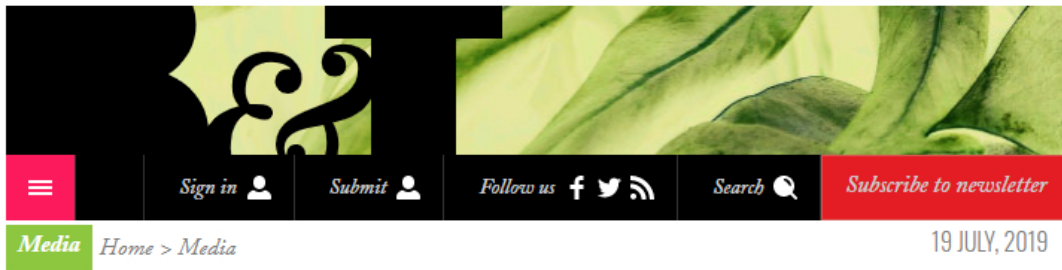 &T
Sign in Submit Follow us Search Subscribe to newsletter
Media Home > Media 19 JULY, 2019